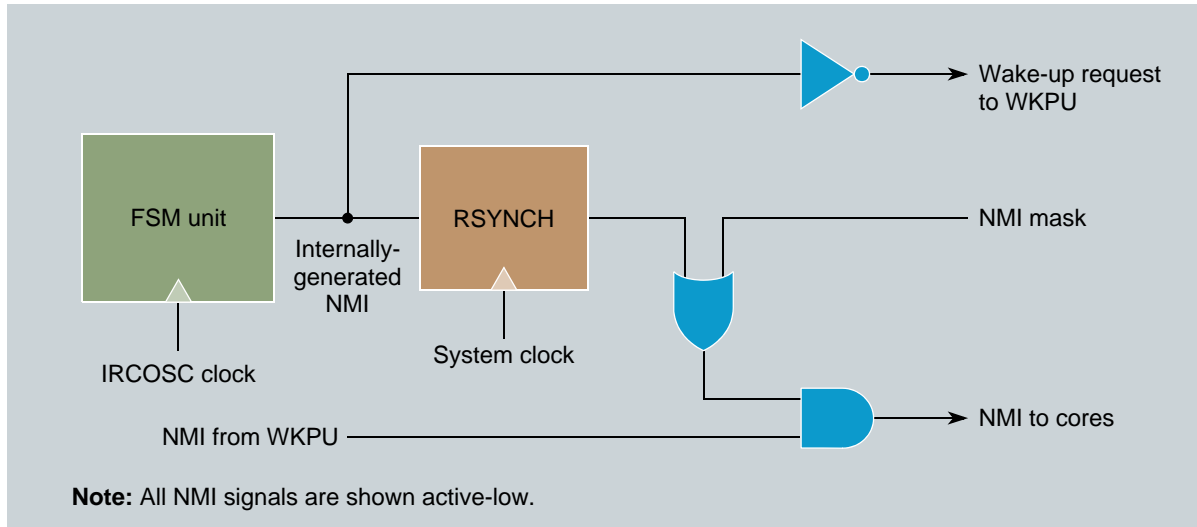 Wake-up request
to WKPU
FSM unit
RSYNCH
NMI mask
Internally-
generated
NMI
System clock
IRCOSC clock
NMI to cores
NMI from WKPU
Note: All NMI signals are shown active-low.